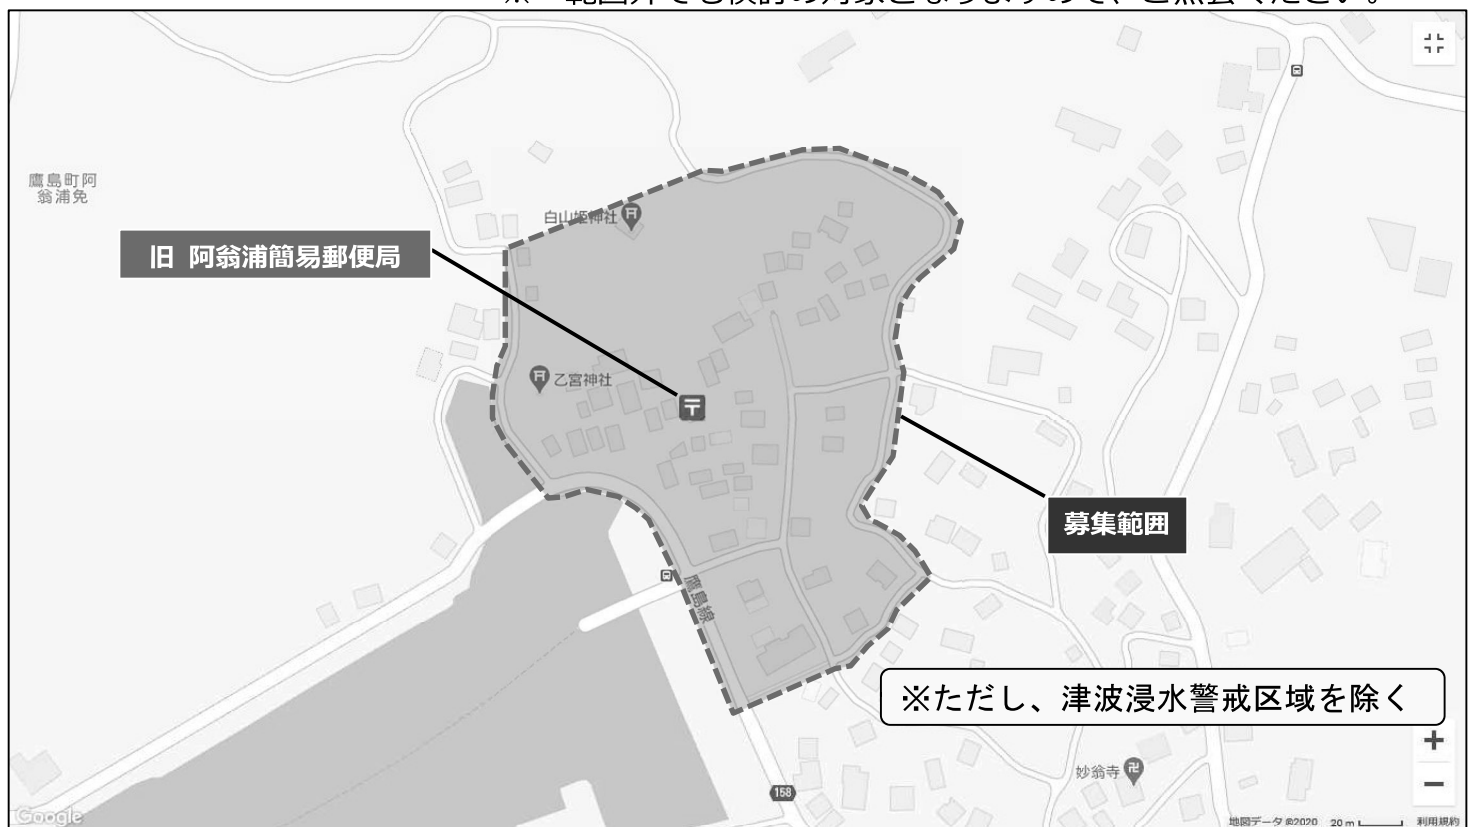 鷹島町阿
翁浦免
白山姫神社
旧 阿翁浦簡易郵便局
乙宮神社
募集範囲
鷹島線
※ただし、津波浸水警戒区域を除く
妙翁寺
158
Google
地図データ ©2020 20 m 利用規約